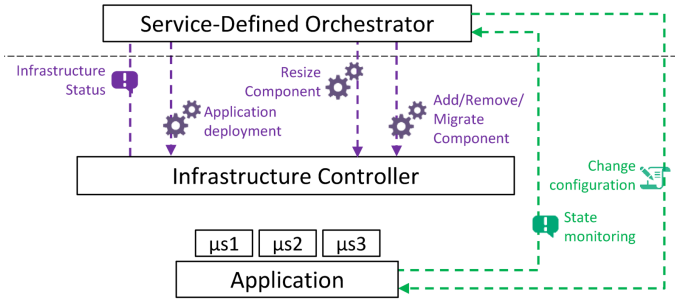 Service-Defined Orchestrator
Infrastructure
Status
Resize
Component
Application
deployment
Add/Remove/
Migrate
Component
Change
configuration
Infrastructure Controller
State
monitoring
µs1
µs2
µs3
Application